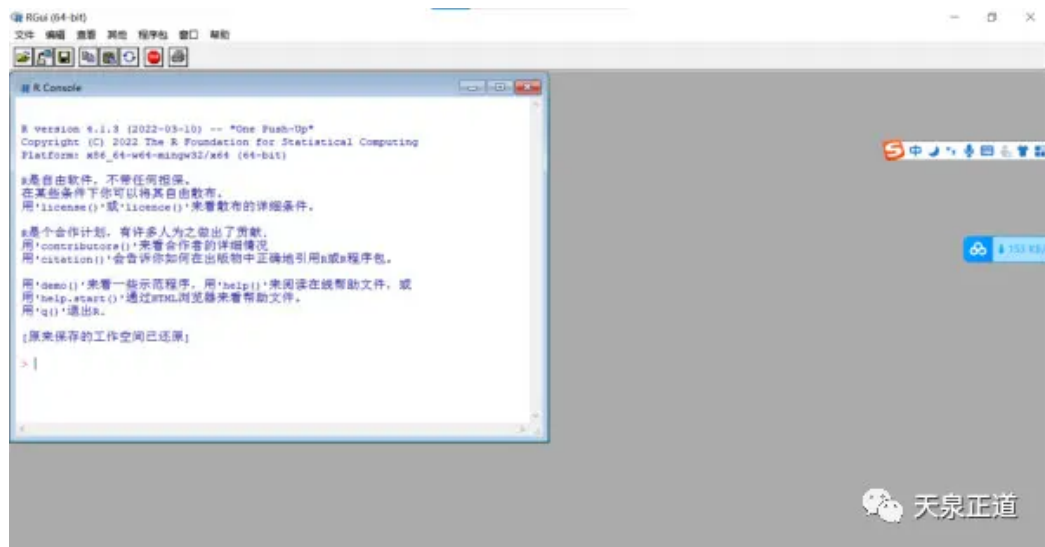 RGui (64-bit)
文件 编辑 查看 其他 程序包 窗口 帮助
STOP
R Console
R version 4.1.3 (2022-03-10) -- "One Push-Up"
Copyright (C) 2022 The R Foundation for Statistical Computing
Platform: x86_64-w64-mingw32/x64 (64-bit)
R是自由软件，不带任何担保。
在某些条件下你可以将其自由散布。
用'license()'或'licence()'来看散布的详细条件。
R是个合作计划，有许多人为之做出了贡献.
用'contributors()'来看合作者的详细情况
用'citation()'会告诉你如何在出版物中正确地引用R或R程序包。
用'demo()'来看一些示范程序，用'help()'来阅读在线帮助文件，或
用'help.start()'通过HTML浏览器来看帮助文件。
用'q()'退出R.
[原来保存的工作空间已还原]
>
S 中
153 KB/
天泉正道